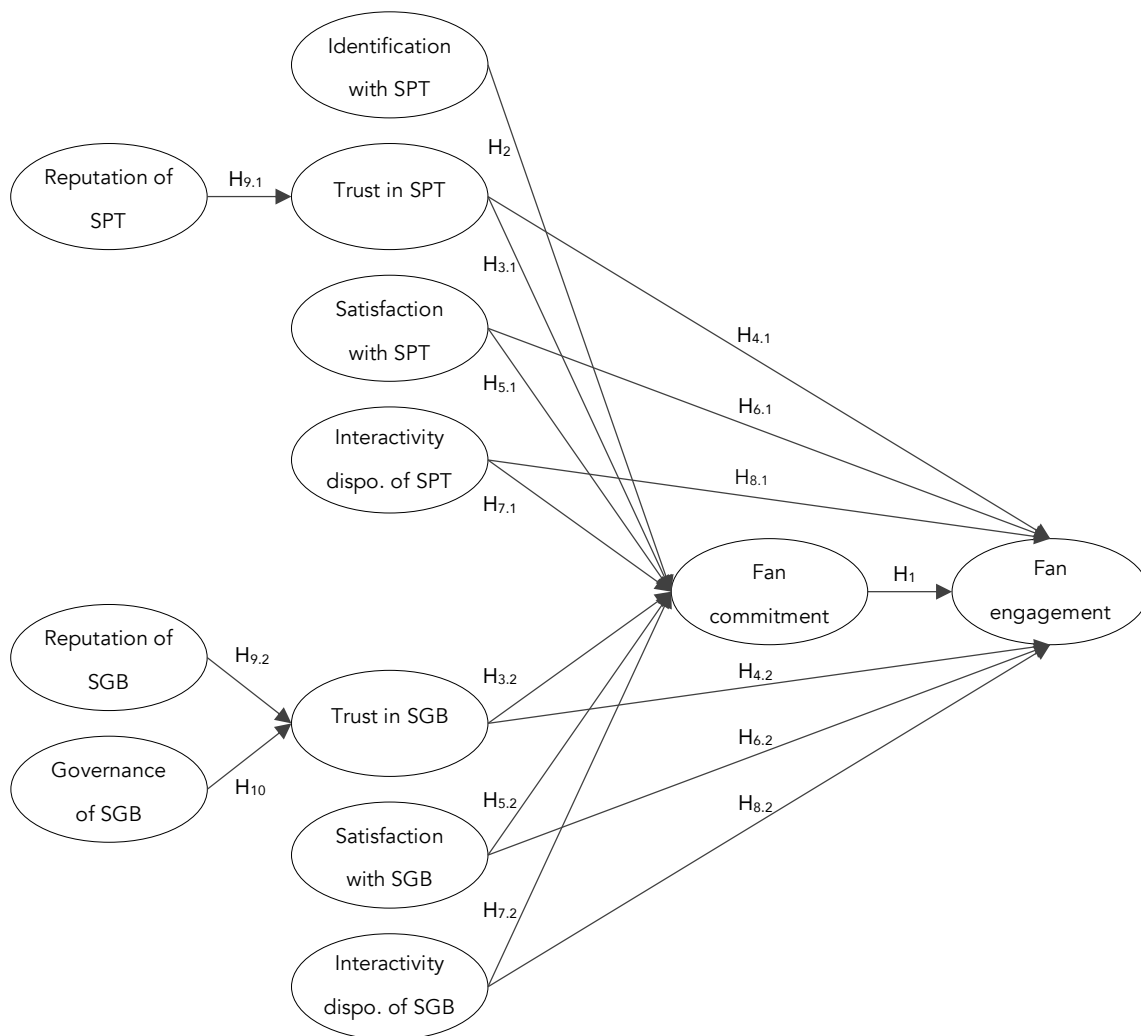 Identification
with SPT
H2
Reputation of
SPT
H9.1
Trust in SPT
H3.1
H4.1
Satisfaction
with SPT
H5.1
H6.1
Interactivity
dispo. of SPT
H7.1
H8.1
Fan
commitment
H1
Fan
engagement
Reputation of
SGB
H9.2
Trust in SGB
H3.2
H4.2
Governance
of SGB
H10
Satisfaction
with SGB
H5.2
H6.2
Interactivity
dispo. of SGB
H7.2
H8.2